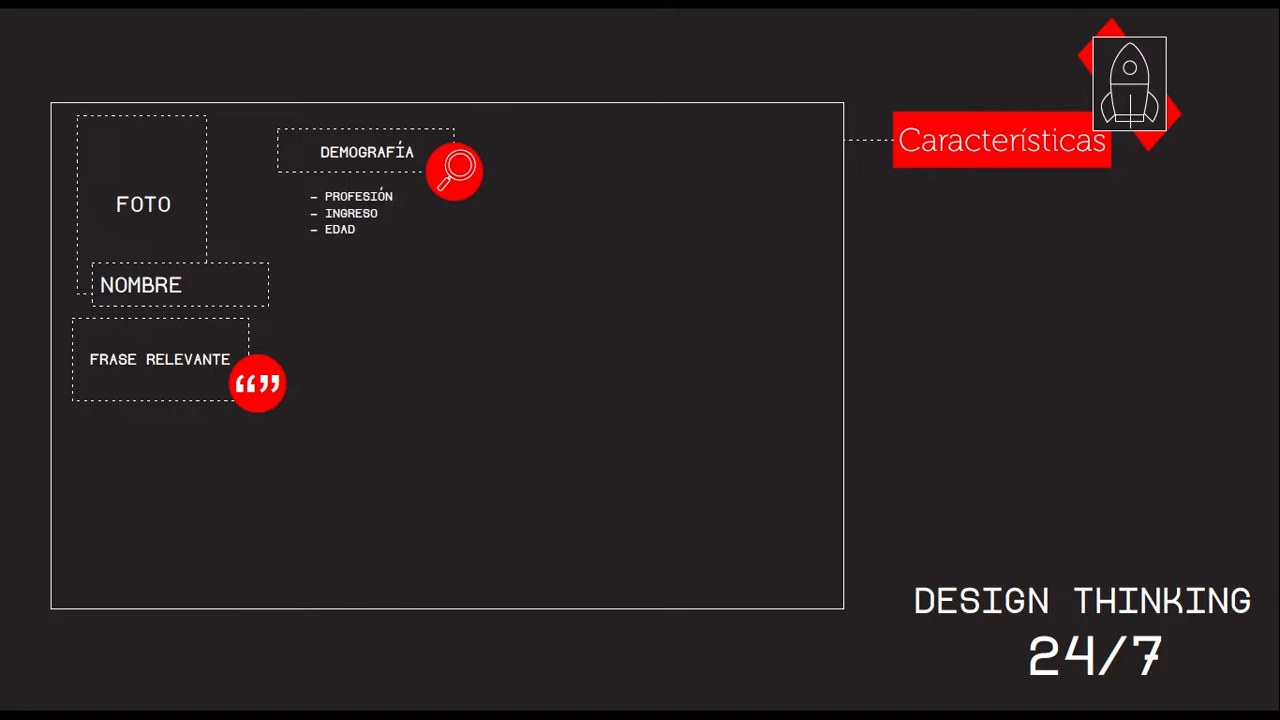 Características
DEMOGRAFÍA
– PROFESIÓN
– INGRESO
– EDAD
FOTO
NOMBRE
FRASE RELEVANTE
“”
DESIGN THINKING
24/7